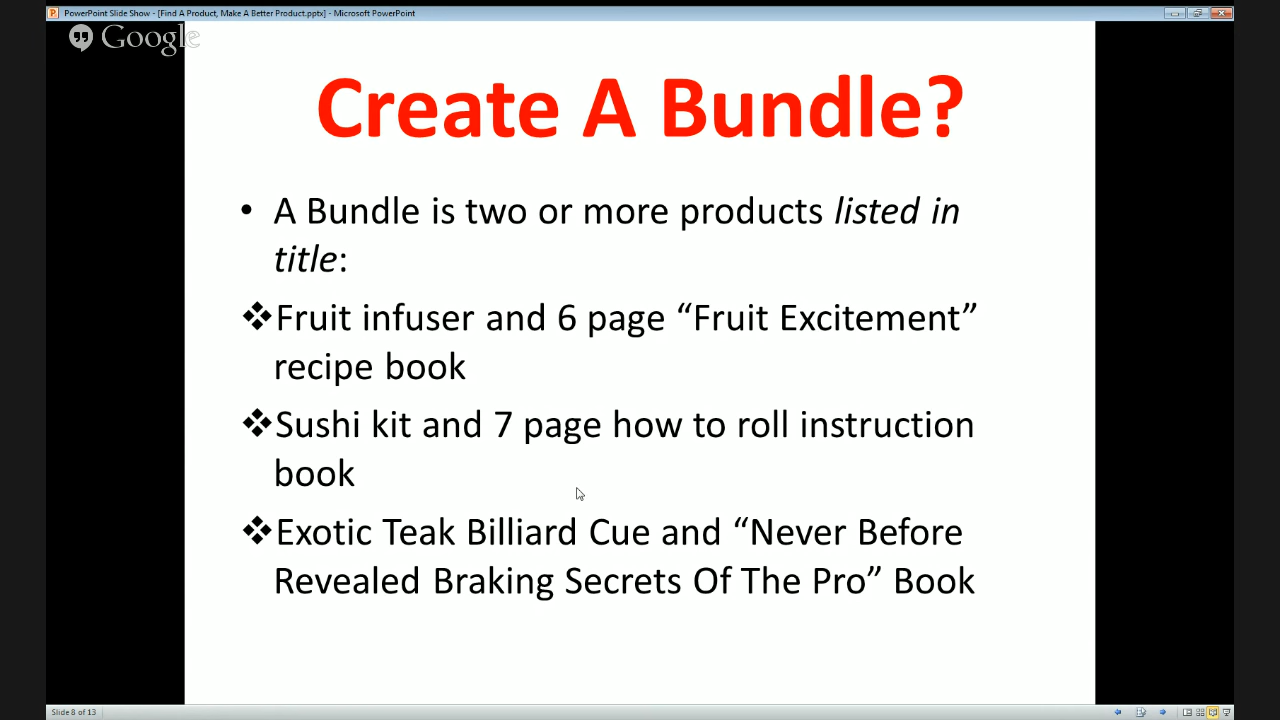 PowerPoint Slide Show - [Find A Product, Make A Better Product.pptx] - Microsoft PowerPoint
Google
Create A Bundle?
• A Bundle is two or more products listed in
title:
❖Fruit infuser and 6 page “Fruit Excitement”
recipe book
❖Sushi kit and 7 page how to roll instruction
book
❖Exotic Teak Billiard Cue and “Never Before
Revealed Braking Secrets Of The Pro” Book
Slide 8 of 13